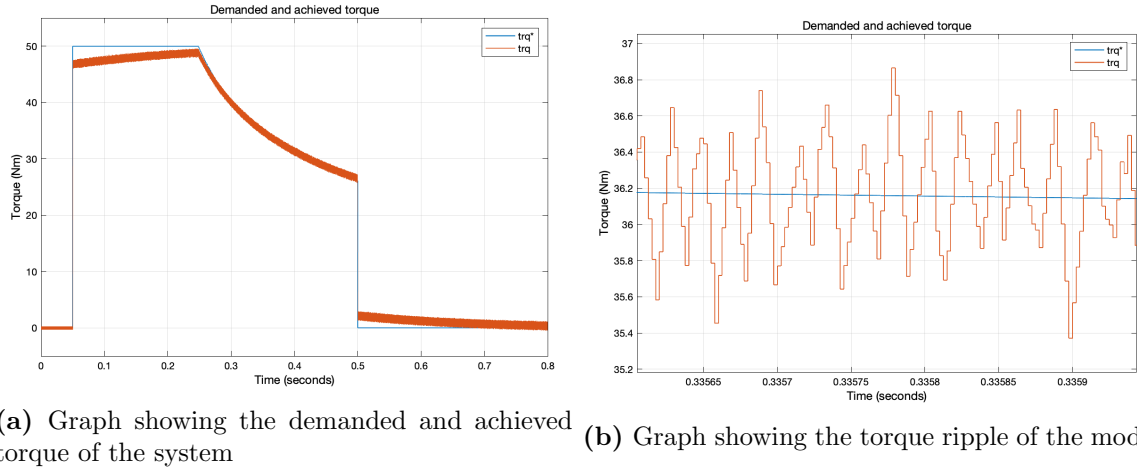 Demanded and achieved torque
trq*
trq
50
40
30
20
10
0
Torque (Nm)
0
0.1
0.2
0.3
0.4
0.5
0.6
0.7
0.8
Time (seconds)
(a) Graph showing the demanded and achieved
torque of the system
Demanded and achieved torque
trq*
trq
37
36.8
36.6
36.4
36.2
36
35.8
35.6
35.4
35.2
Torque (Nm)
0.33565
0.3357
0.33575
0.3358
0.33585
0.3359
Time (seconds)
(b) Graph showing the torque ripple of the mod